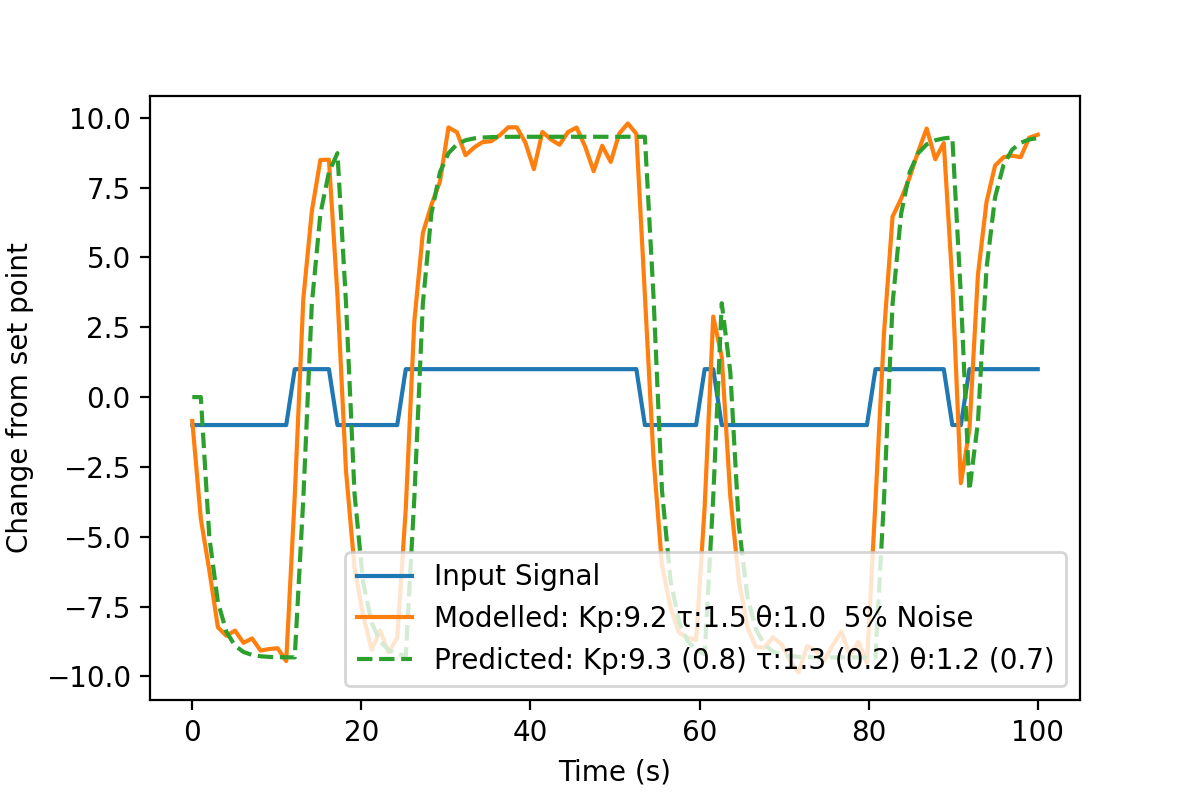 10.0
7.5
5.0
2.5
0.0
−2.5
−5.0
−7.5
−10.0
Change from set point
Input Signal
Modelled: Kp:9.2 τ:1.5 θ:1.0  5% Noise
Predicted: Kp:9.3 (0.8) τ:1.3 (0.2) θ:1.2 (0.7)
0 20 40 60 80 100
Time (s)